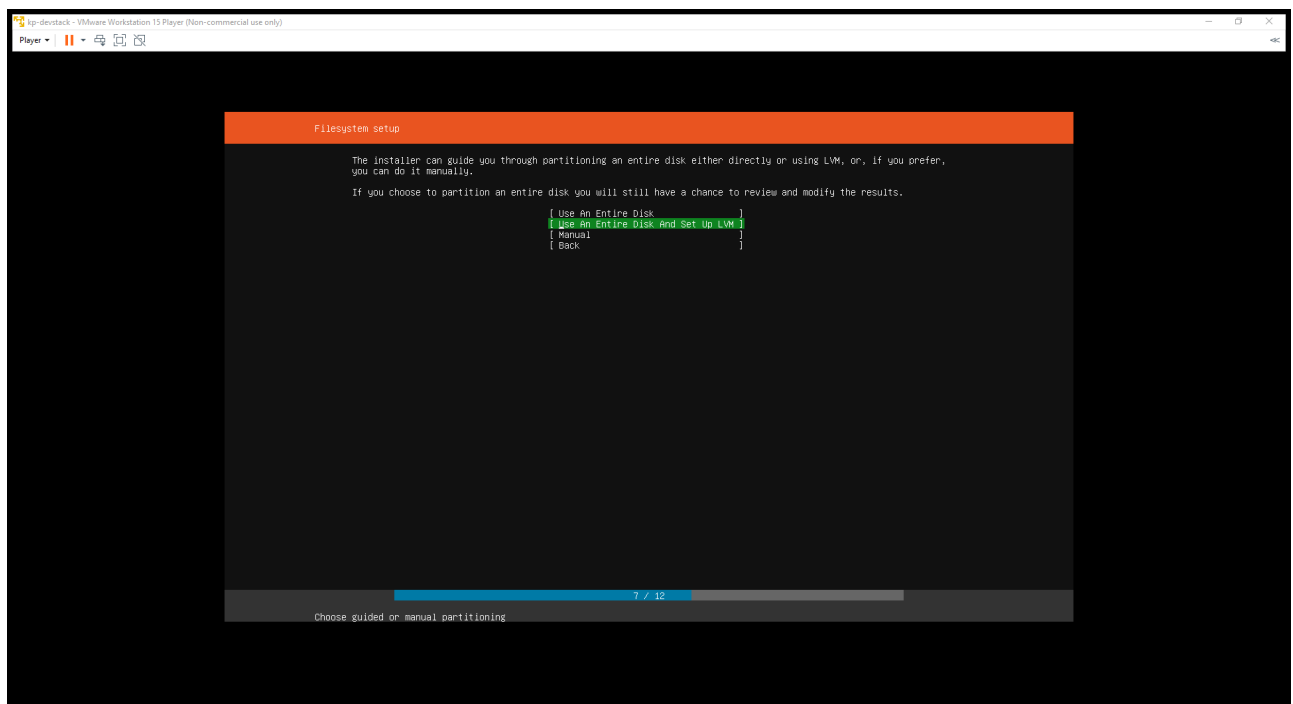 kp-devstack - VMware Workstation 15 Player (Non-commercial use only)
Player
Filesystem setup
The installer can guide you through partitioning an entire disk either directly or using LVM, or, if you prefer,
you can do it manually.
If you choose to partition an entire disk you will still have a chance to review and modify the results.
[ Use An Entire Disk ]
[ Use An Entire Disk And Set Up LVM ]
[ Manual ]
[ Back ]
7 / 12
Choose guided or manual partitioning